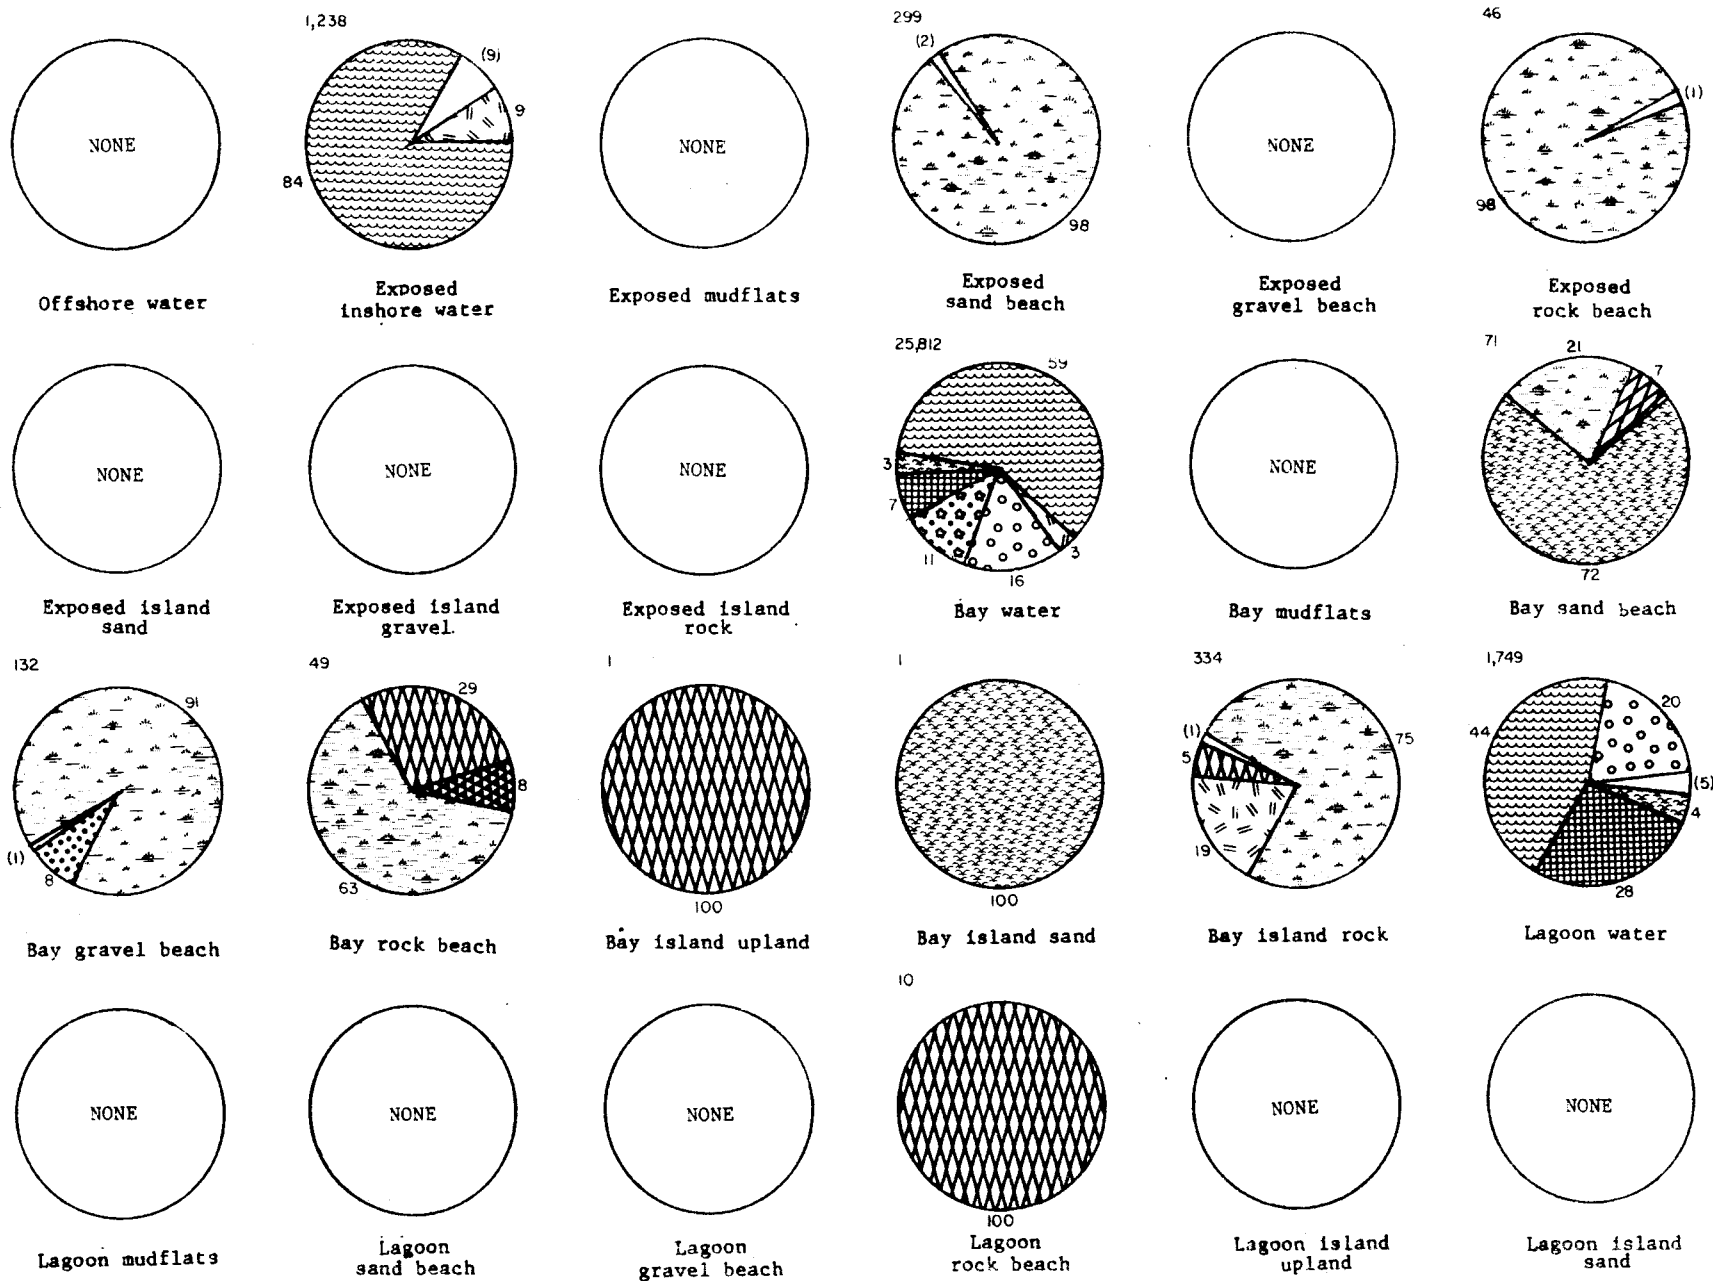 NONE
Offshore water
1,238
(9)
9
84
Exposed
inshore water
NONE
Exposed mudflats
299
(2)
98
Exposed
sand beach
NONE
Exposed
gravel beach
46
(1)
98
Exposed
rock beach
NONE
Exposed island
sand
NONE
Exposed island
gravel
NONE
Exposed island
rock
25,812
59
3
7
11
16
3
Bay water
NONE
Bay mudflats
71
21
7
72
Bay sand beach
132
91
(1)
8
Bay gravel beach
49
29
8
63
Bay rock beach
1
100
Bay island upland
1
100
Bay island sand
334
(1)
75
5
19
Bay island rock
1,749
20
44
(5)
4
28
Lagoon water
NONE
Lagoon mudflats
NONE
Lagoon
sand beach
NONE
Lagoon
gravel beach
10
100
Lagoon
rock beach
NONE
Lagoon island
upland
NONE
Lagoon island
sand